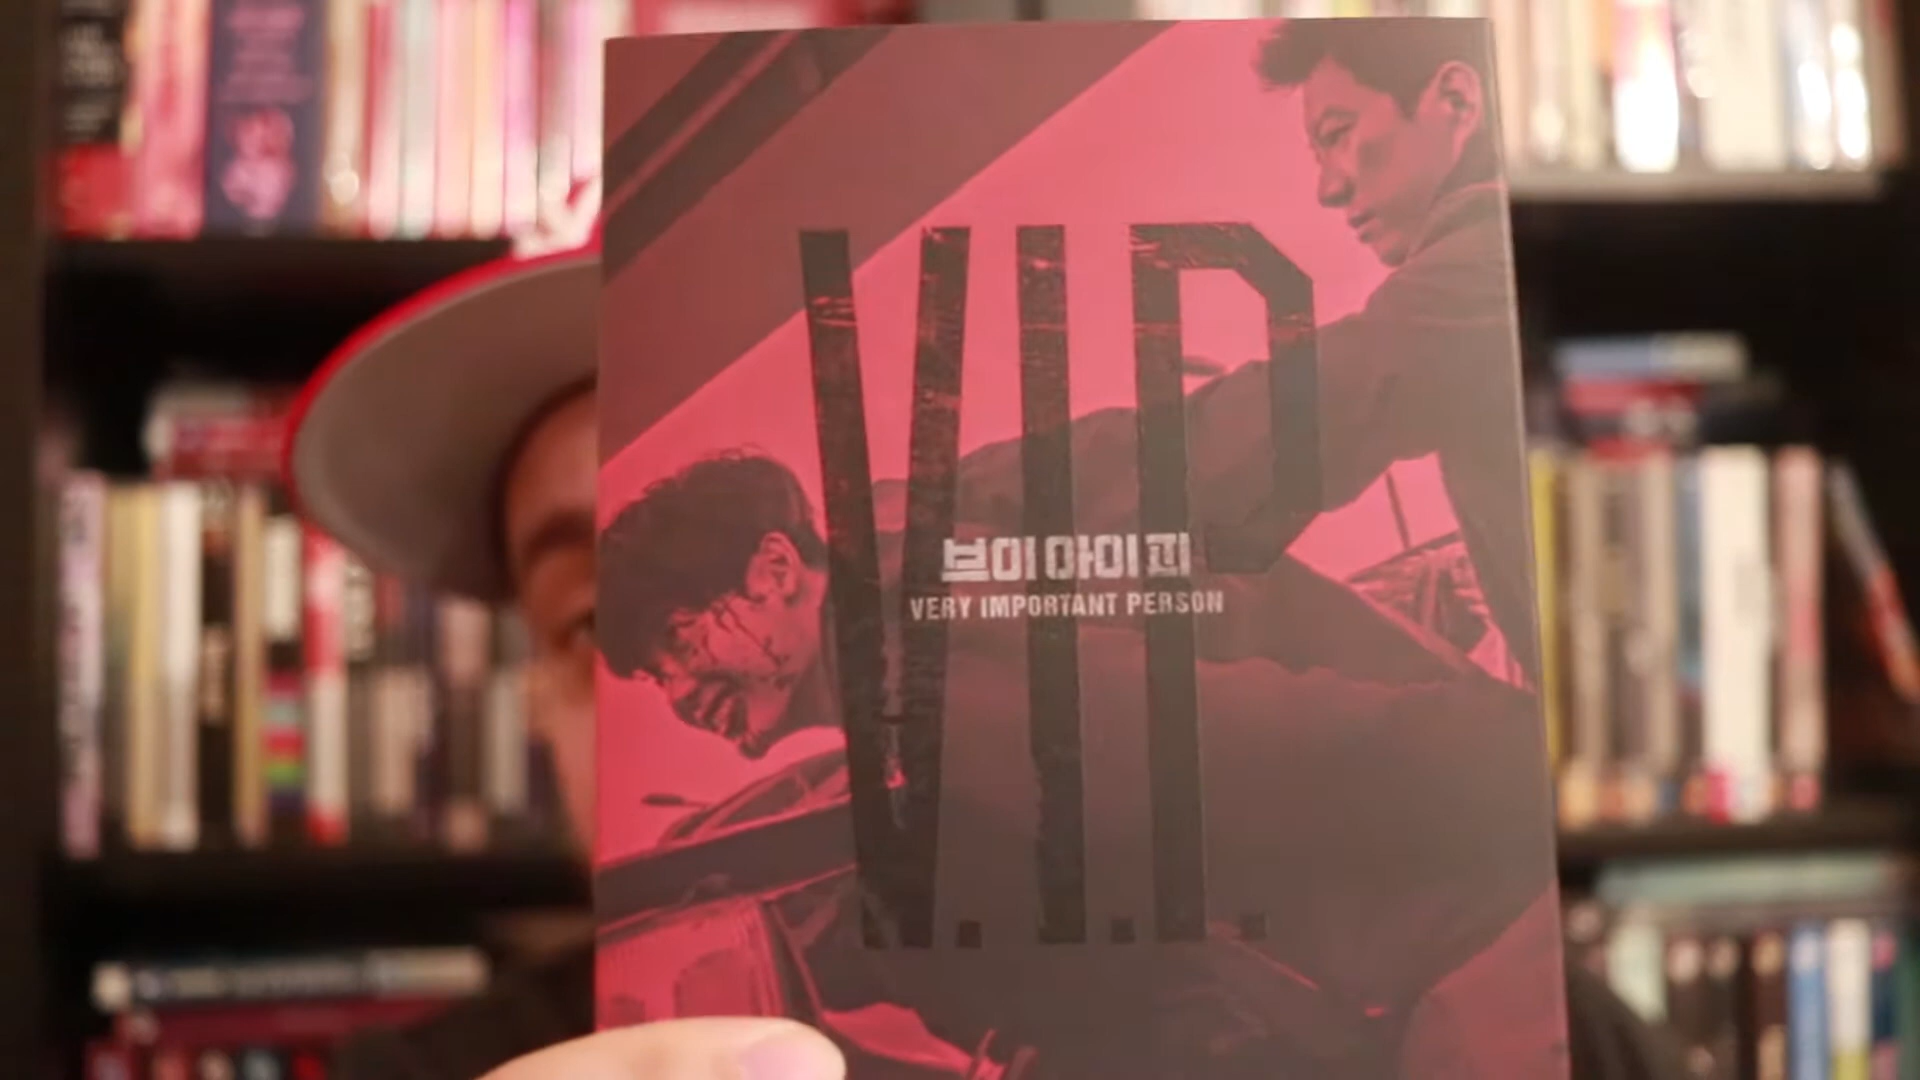 V.I.P.
브이아이피
VERY IMPORTANT PERSON